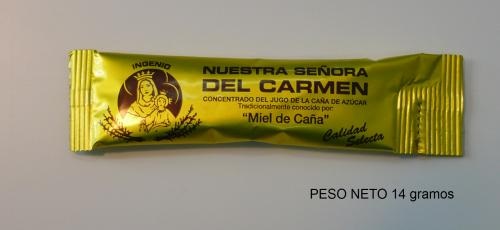 INGENIO
NUESTRA SEÑORA
DEL CARMEN
CONCENTRADO DEL JUGO DE LA CAÑA DE AZÚCAR
Tradicionalmente conocido por:
"Miel de Caña"
Calidad
Selecta
PESO NETO 14 gramos